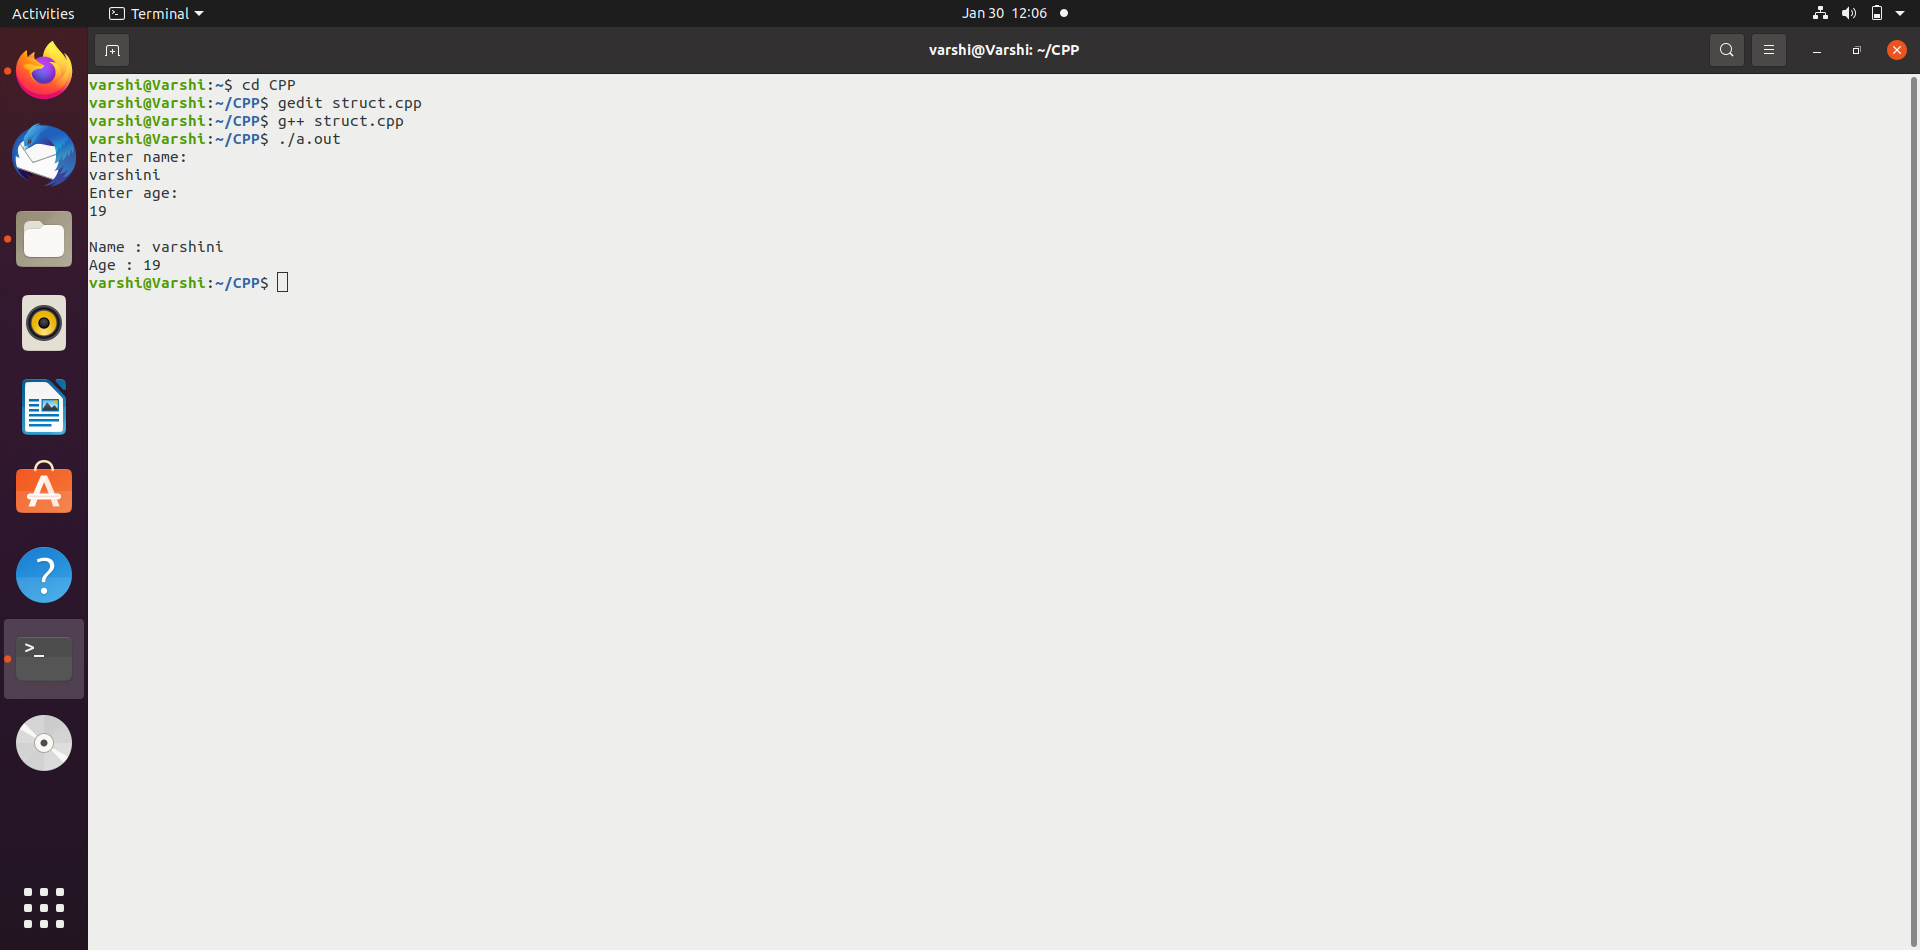 Activities Terminal Jan 30 12:06
varshi@Varshi: ~/CPP
varshi@Varshi:~$ cd CPP
varshi@Varshi:~/CPP$ gedit struct.cpp
varshi@Varshi:~/CPP$ g++ struct.cpp
varshi@Varshi:~/CPP$ ./a.out
Enter name:
varshini
Enter age:
19

Name : varshini
Age : 19
varshi@Varshi:~/CPP$